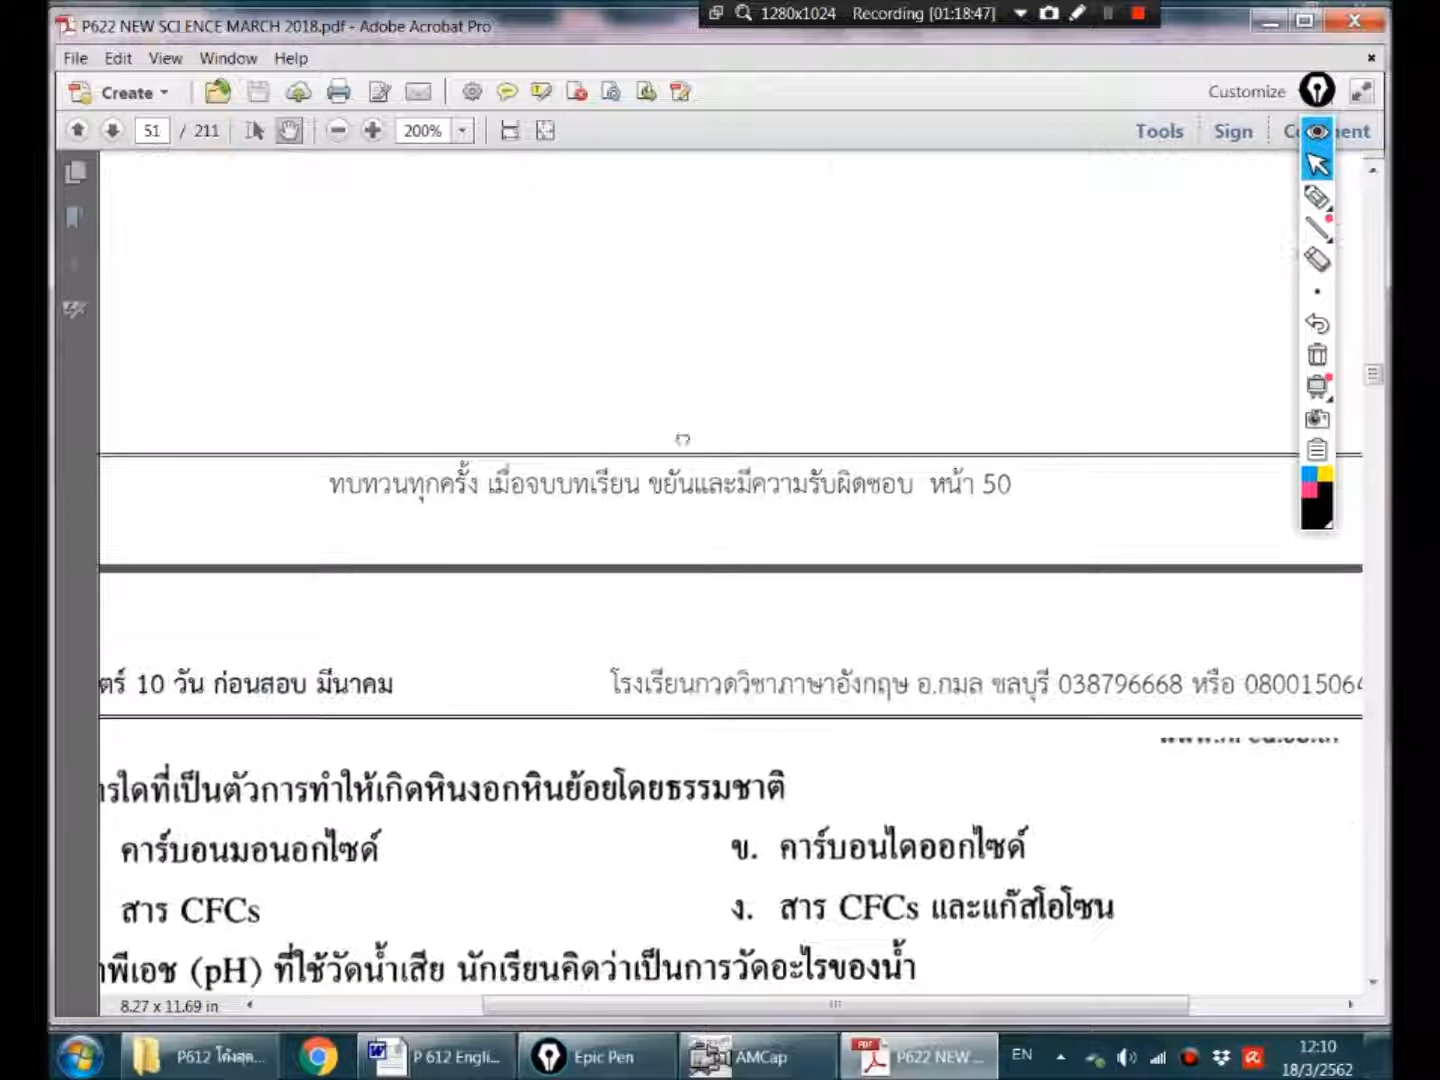 1280x1024 Recording [01:18:47]
P622 NEW SCIENCE MARCH 2018.pdf - Adobe Acrobat Pro
File Edit View Window Help
Create Customize
51 / 211 200% Tools Sign
ทบทวนทุกครั้ง เมื่อจบบทเรียน ขยันและมีความรับผิดชอบ หน้า 50
ตร์ 10 วัน ก่อนสอบ มีนาคม โรงเรียนกวดวิชาภาษาอังกฤษ อ.กมล ชลบุรี 038796668 หรือ 080015064
ารใดที่เป็นตัวการทำให้เกิดหินงอกหินย้อยโดยธรรมชาติ
คาร์บอนมอนอกไซด์ ข. คาร์บอนไดออกไซด์
สาร CFCs ง. สาร CFCs และแก๊สโอโซน
าพีเอช (pH) ที่ใช้วัดน้ำเสีย นักเรียนคิดว่าเป็นการวัดอะไรของน้ำ
8.27 x 11.69 in
P612 โค้งสุด... P 612 Engli... Epic Pen AMCap P622 NEW ... EN 12:10
18/3/2562